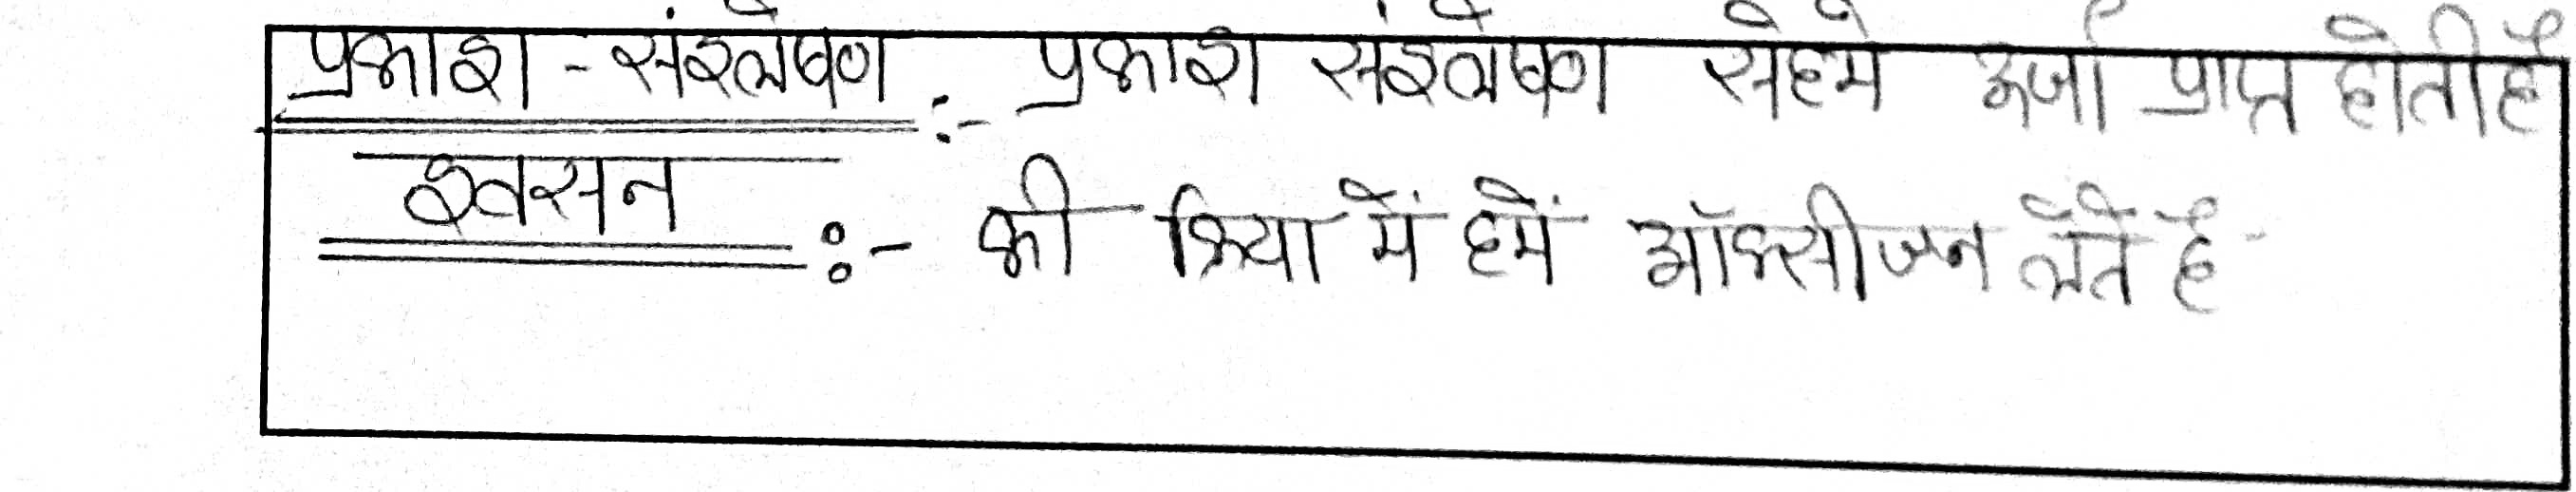 प्रकाश - संश्लेषण :- प्रकाश संश्लेषण से हमे ऊर्जा प्राप्त होती है
श्वसन :- की क्रिया में हमें ऑक्सीजन लेते है